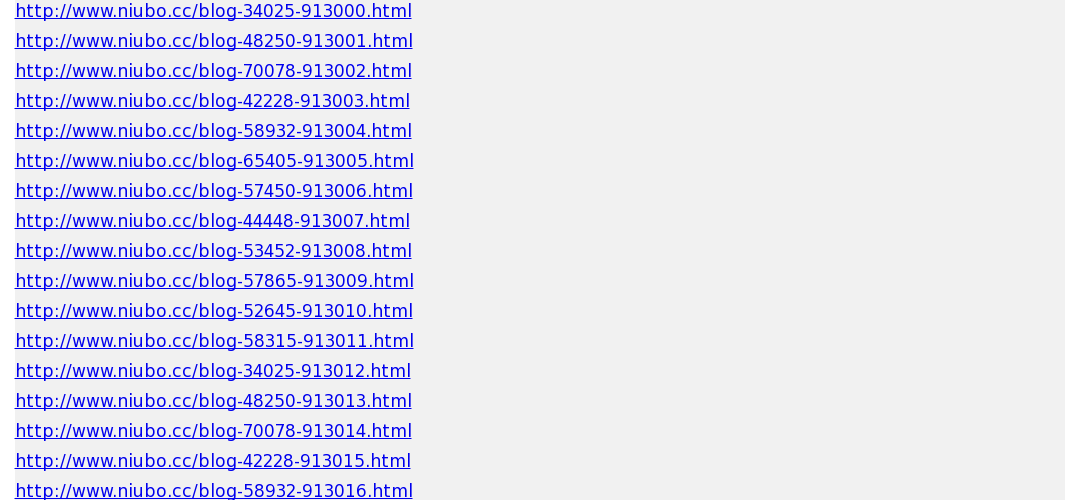 http://www.niubo.cc/blog-34025-913000.html
http://www.niubo.cc/blog-48250-913001.html
http://www.niubo.cc/blog-70078-913002.html
http://www.niubo.cc/blog-42228-913003.html
http://www.niubo.cc/blog-58932-913004.html
http://www.niubo.cc/blog-65405-913005.html
http://www.niubo.cc/blog-57450-913006.html
http://www.niubo.cc/blog-44448-913007.html
http://www.niubo.cc/blog-53452-913008.html
http://www.niubo.cc/blog-57865-913009.html
http://www.niubo.cc/blog-52645-913010.html
http://www.niubo.cc/blog-58315-913011.html
http://www.niubo.cc/blog-34025-913012.html
http://www.niubo.cc/blog-48250-913013.html
http://www.niubo.cc/blog-70078-913014.html
http://www.niubo.cc/blog-42228-913015.html
http://www.niubo.cc/blog-58932-913016.html